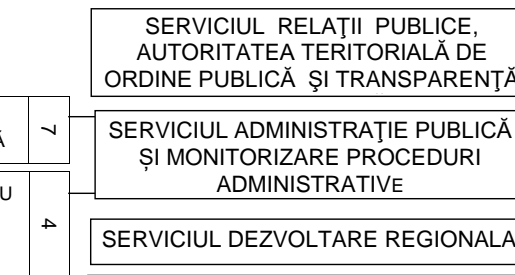 SERVICIUL RELAŢII PUBLICE,
AUTORITATEA TERITORIALĂ DE
ORDINE PUBLICĂ ŞI TRANSPARENŢĂ
Ă
7
SERVICIUL ADMINISTRAŢIE PUBLICĂ
ȘI MONITORIZARE PROCEDURI
ADMINISTRATIVE
U
4
SERVICIUL DEZVOLTARE REGIONALA